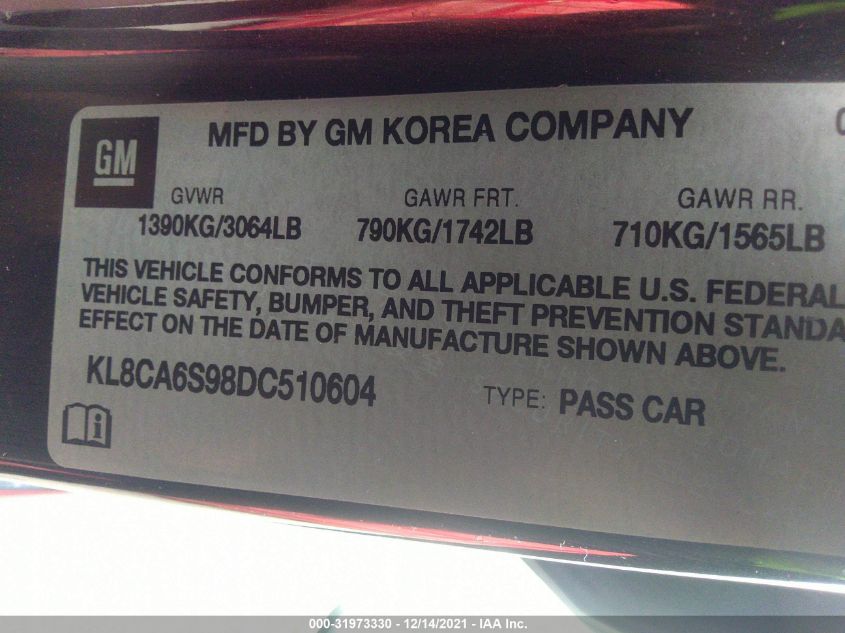 GM
MFD BY GM KOREA COMPANY
GVWR GAWR FRT. GAWR RR.
1390KG/3064LB 790KG/1742LB 710KG/1565LB
THIS VEHICLE CONFORMS TO ALL APPLICABLE U.S. FEDERAL
VEHICLE SAFETY, BUMPER, AND THEFT PREVENTION STANDA
EFFECT ON THE DATE OF MANUFACTURE SHOWN ABOVE.
KL8CA6S98DC510604 TYPE: PASS CAR
i
000-31973330 – 12/14/2021 – IAA Inc.